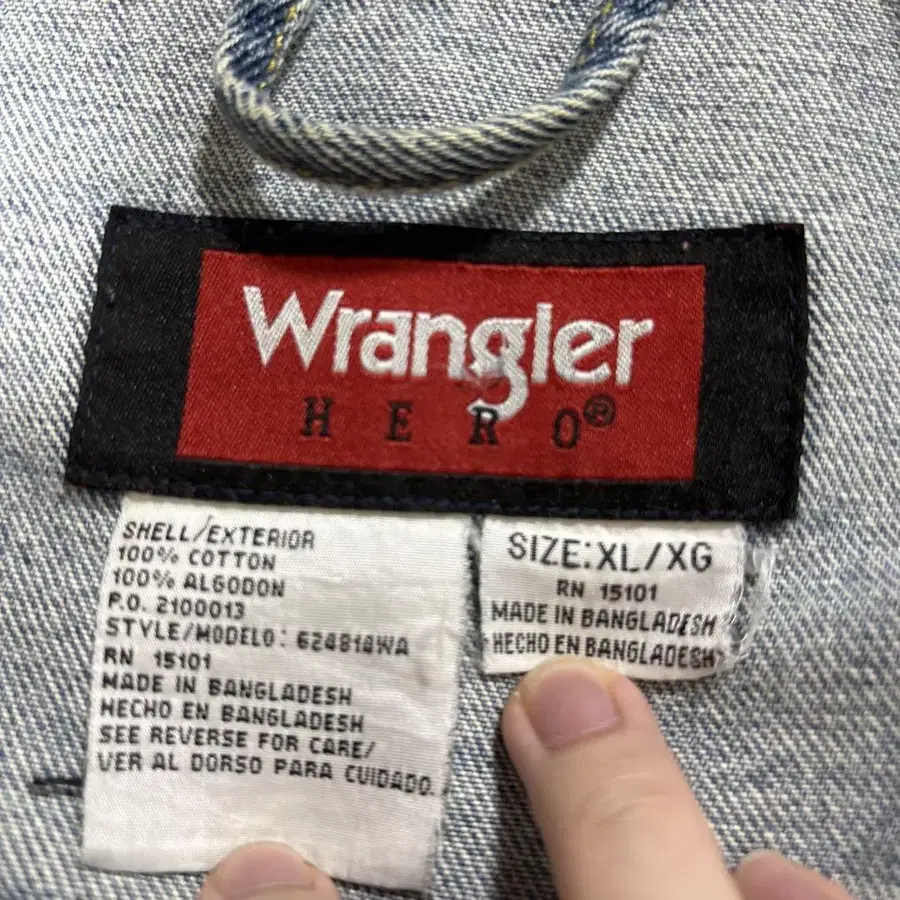 Wrangler
HERO®
SHELL/EXTERIOR
100% COTTON
100% ALGODON
P.O. 2100013
STYLE/MODELO: 624814WA
RN 15101
MADE IN BANGLADESH
HECHO EN BANGLADESH
SEE REVERSE FOR CARE/
VER AL DORSO PARA CUIDADO
SIZE:XL/XG
RN 15101
MADE IN BANGLADESH
HECHO EN BANGLADESH